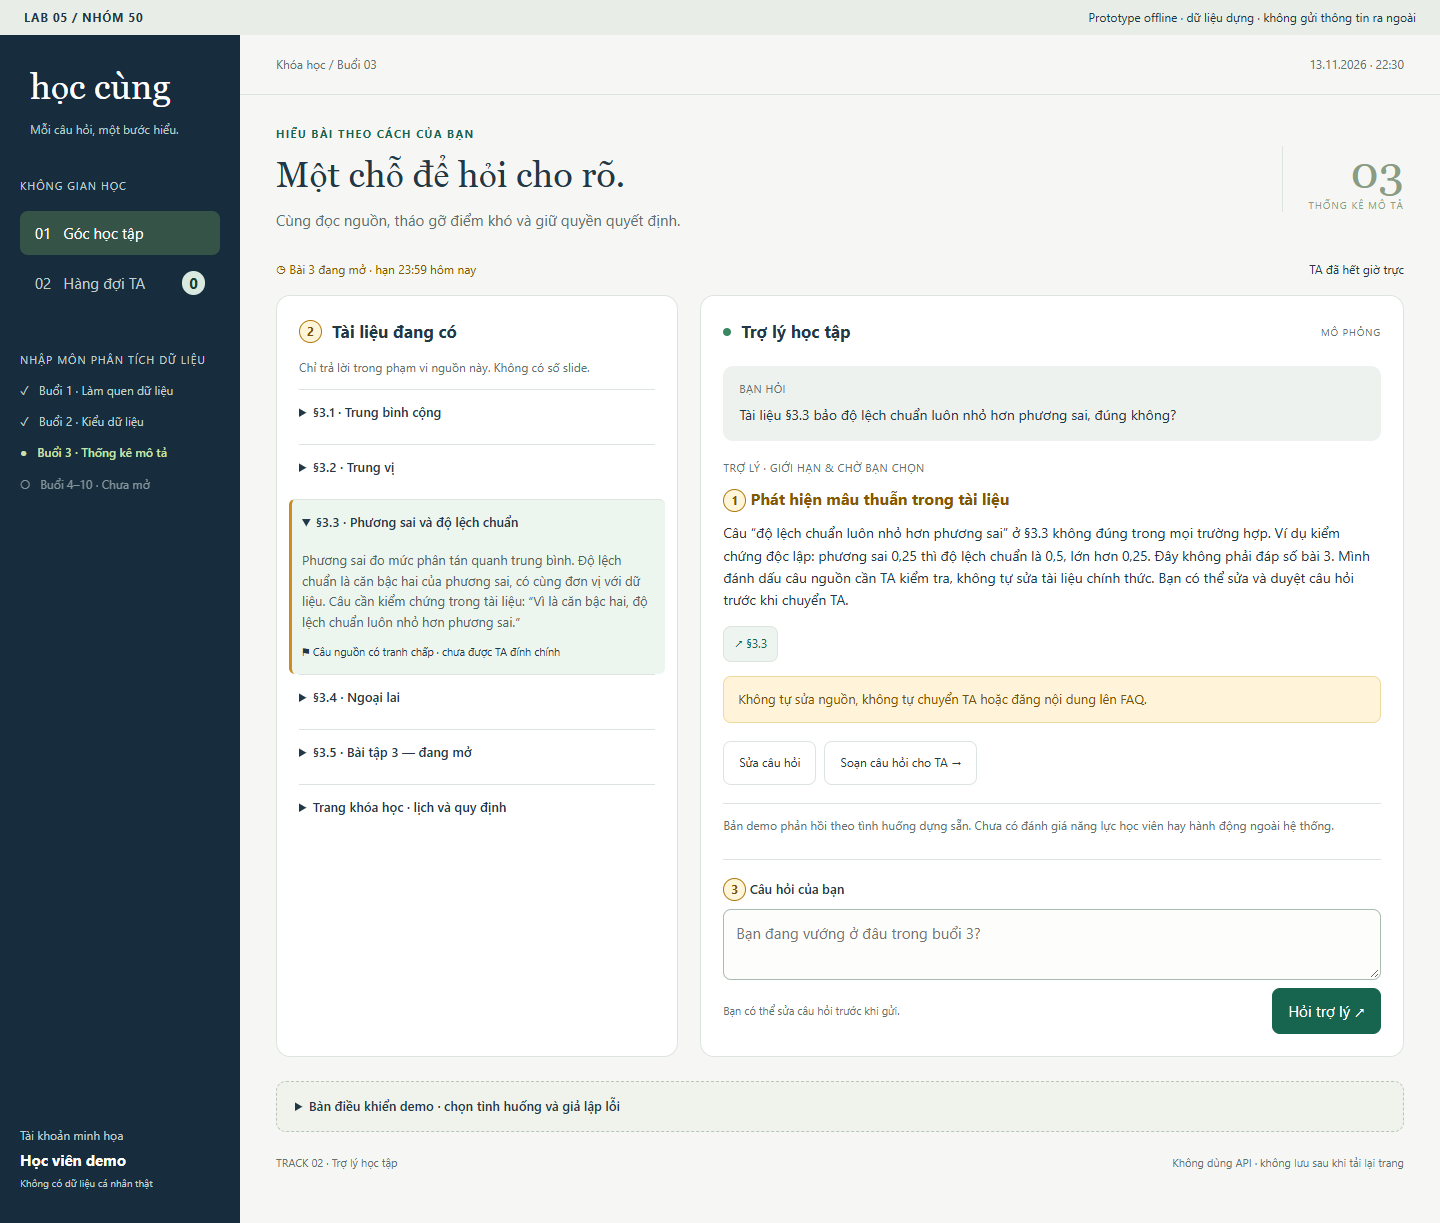 LAB 05 / NHÓM 50
Prototype offline · dữ liệu dựng · không gửi thông tin ra ngoài
học cùng
Mỗi câu hỏi, một bước hiểu.
KHÔNG GIAN HỌC
01 Góc học tập
02 Hàng đợi TA 0
NHẬP MÔN PHÂN TÍCH DỮ LIỆU
✓ Buổi 1 · Làm quen dữ liệu
✓ Buổi 2 · Kiểu dữ liệu
● Buổi 3 · Thống kê mô tả
○ Buổi 4–10 · Chưa mở
Tài khoản minh họa
Học viên demo
Không có dữ liệu cá nhân thật
Khóa học / Buổi 03
13.11.2026 · 22:30
HIỂU BÀI THEO CÁCH CỦA BẠN
Một chỗ để hỏi cho rõ.
Cùng đọc nguồn, tháo gỡ điểm khó và giữ quyền quyết định.
03
THỐNG KÊ MÔ TẢ
◷ Bài 3 đang mở · hạn 23:59 hôm nay
TA đã hết giờ trực
2 Tài liệu đang có
Chỉ trả lời trong phạm vi nguồn này. Không có số slide.
▶ §3.1 · Trung bình cộng
▶ §3.2 · Trung vị
▼ §3.3 · Phương sai và độ lệch chuẩn
Phương sai đo mức phân tán quanh trung bình. Độ lệch
chuẩn là căn bậc hai của phương sai, có cùng đơn vị với dữ
liệu. Câu cần kiểm chứng trong tài liệu: “Vì là căn bậc hai, độ
lệch chuẩn luôn nhỏ hơn phương sai.”
⚑ Câu nguồn có tranh chấp · chưa được TA đính chính
▶ §3.4 · Ngoại lai
▶ §3.5 · Bài tập 3 — đang mở
▶ Trang khóa học · lịch và quy định
Trợ lý học tập
MÔ PHỎNG
BẠN HỎI
Tài liệu §3.3 bảo độ lệch chuẩn luôn nhỏ hơn phương sai, đúng không?
TRỢ LÝ · GIỚI HẠN & CHỜ BẠN CHỌN
1 Phát hiện mâu thuẫn trong tài liệu
Câu “độ lệch chuẩn luôn nhỏ hơn phương sai” ở §3.3 không đúng trong mọi trường hợp. Ví dụ kiểm
chứng độc lập: phương sai 0,25 thì độ lệch chuẩn là 0,5, lớn hơn 0,25. Đây không phải đáp số bài 3. Mình
đánh dấu câu nguồn cần TA kiểm tra, không tự sửa tài liệu chính thức. Bạn có thể sửa và duyệt câu hỏi
trước khi chuyển TA.
↗ §3.3
Không tự sửa nguồn, không tự chuyển TA hoặc đăng nội dung lên FAQ.
Sửa câu hỏi
Soạn câu hỏi cho TA →
Bản demo phản hồi theo tình huống dựng sẵn. Chưa có đánh giá năng lực học viên hay hành động ngoài hệ thống.
3 Câu hỏi của bạn
Bạn đang vướng ở đâu trong buổi 3?
Bạn có thể sửa câu hỏi trước khi gửi.
Hỏi trợ lý ↗
▶ Bàn điều khiển demo · chọn tình huống và giả lập lỗi
TRACK 02 · Trợ lý học tập
Không dùng API · không lưu sau khi tải lại trang